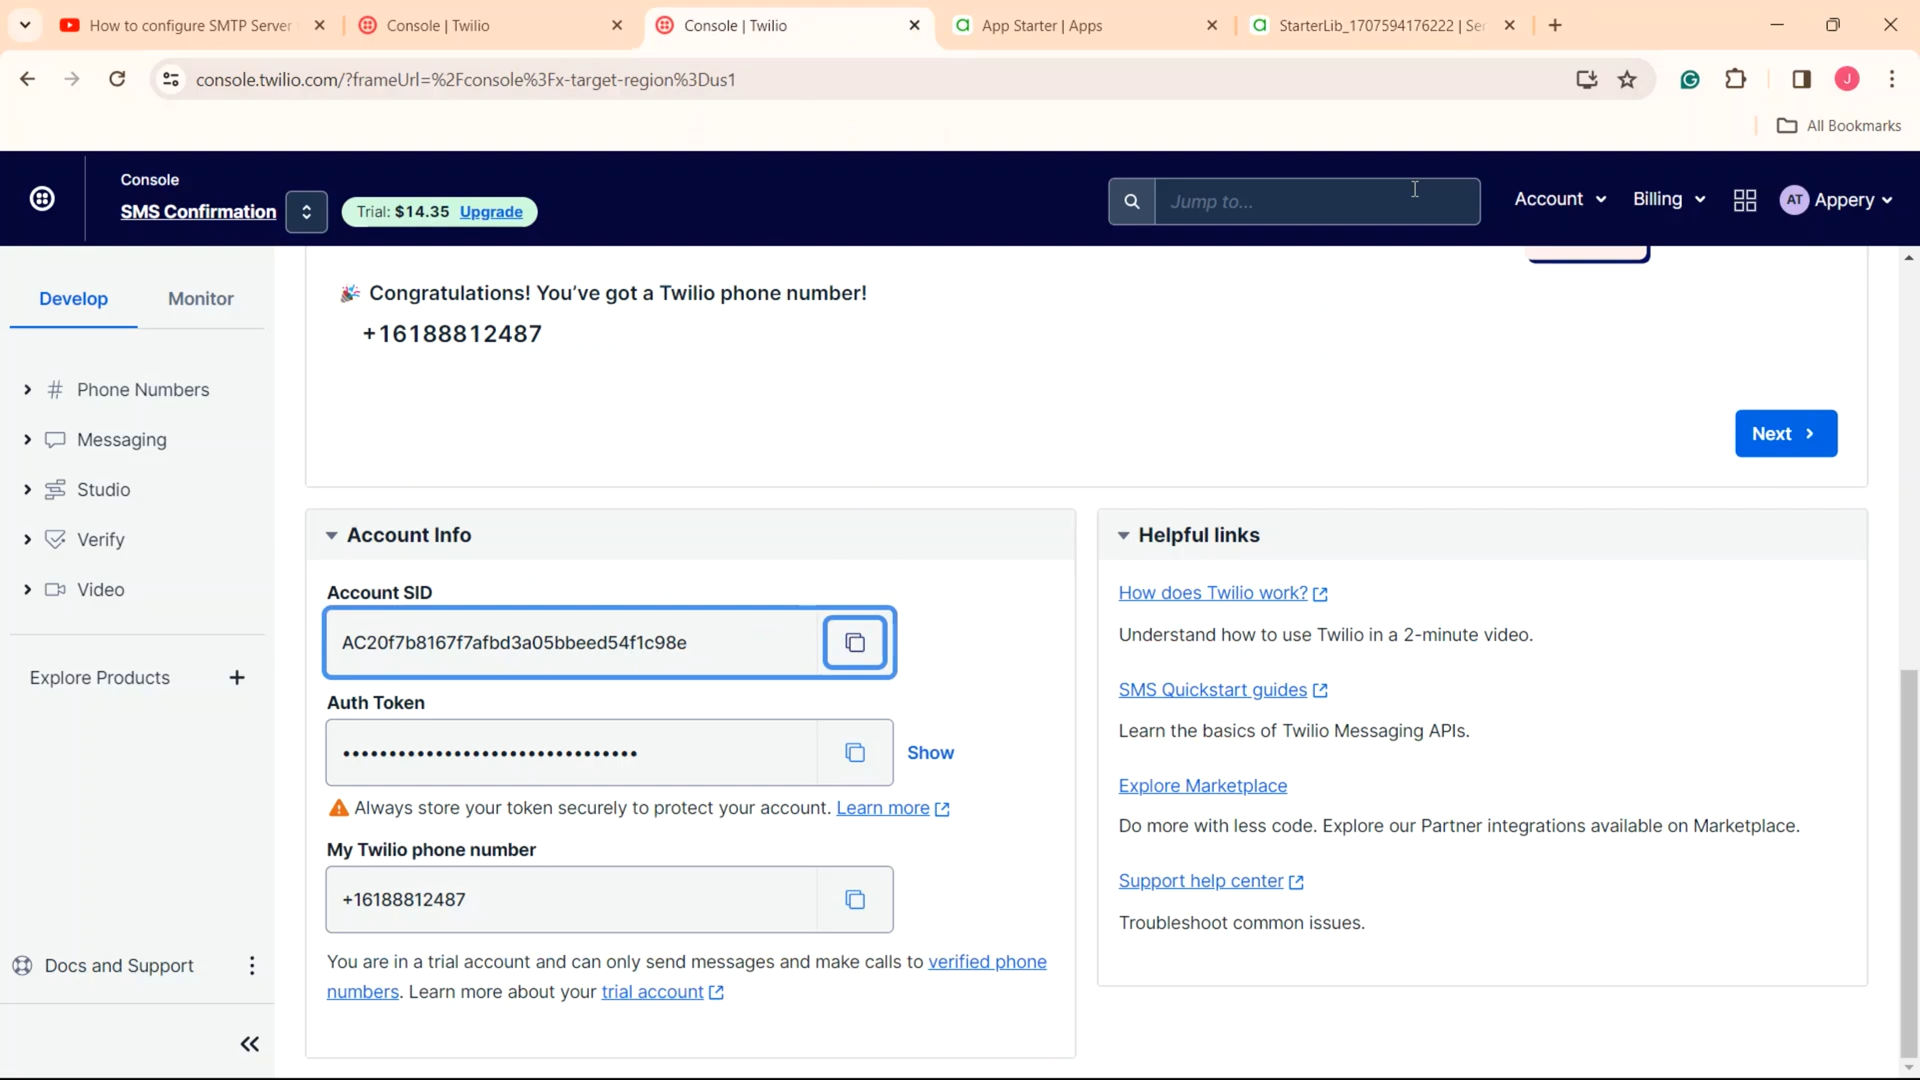 How to configure SMTP Server
Console | Twilio
Console | Twilio
App Starter | Apps
StarterLib_1707594176222 | Se
console.twilio.com/?frameUrl=%2Fconsole%3Fx-target-region%3Dus1
J
All Bookmarks
Console
SMS Confirmation
Trial: $14.35 Upgrade
Jump to...
Account
Billing
AT Appery
Develop
Monitor
Congratulations! You've got a Twilio phone number!
+16188812487
Phone Numbers
Messaging
Studio
Verify
Video
Explore Products +
Docs and Support
Next
Account Info
Account SID
AC20f7b8167f7afbd3a05bbeed54f1c98e
Auth Token
••••••••••••••••••••••••••••••••
Show
Always store your token securely to protect your account. Learn more
My Twilio phone number
+16188812487
You are in a trial account and can only send messages and make calls to verified phone
numbers. Learn more about your trial account
Helpful links
How does Twilio work?
Understand how to use Twilio in a 2-minute video.
SMS Quickstart guides
Learn the basics of Twilio Messaging APIs.
Explore Marketplace
Do more with less code. Explore our Partner integrations available on Marketplace.
Support help center
Troubleshoot common issues.